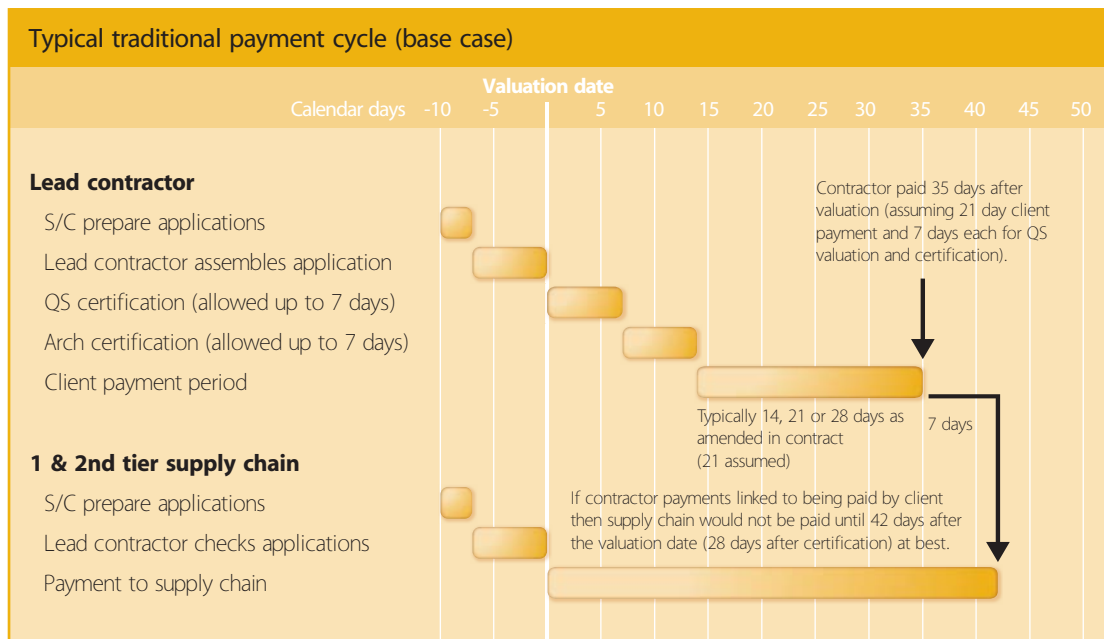 Typical traditional payment cycle (base case)
Valuation date
Calendar days -10 -5 5 10 15 20 25 30 35 40 45 50
Lead contractor
S/C prepare applications
Lead contractor assembles application
QS certification (allowed up to 7 days)
Arch certification (allowed up to 7 days)
Client payment period
Contractor paid 35 days after
valuation (assuming 21 day client
payment and 7 days each for QS
valuation and certification).
Typically 14, 21 or 28 days as
amended in contract
(21 assumed)
7 days
1 & 2nd tier supply chain
S/C prepare applications
Lead contractor checks applications
Payment to supply chain
If contractor payments linked to being paid by client
then supply chain would not be paid until 42 days after
the valuation date (28 days after certification) at best.